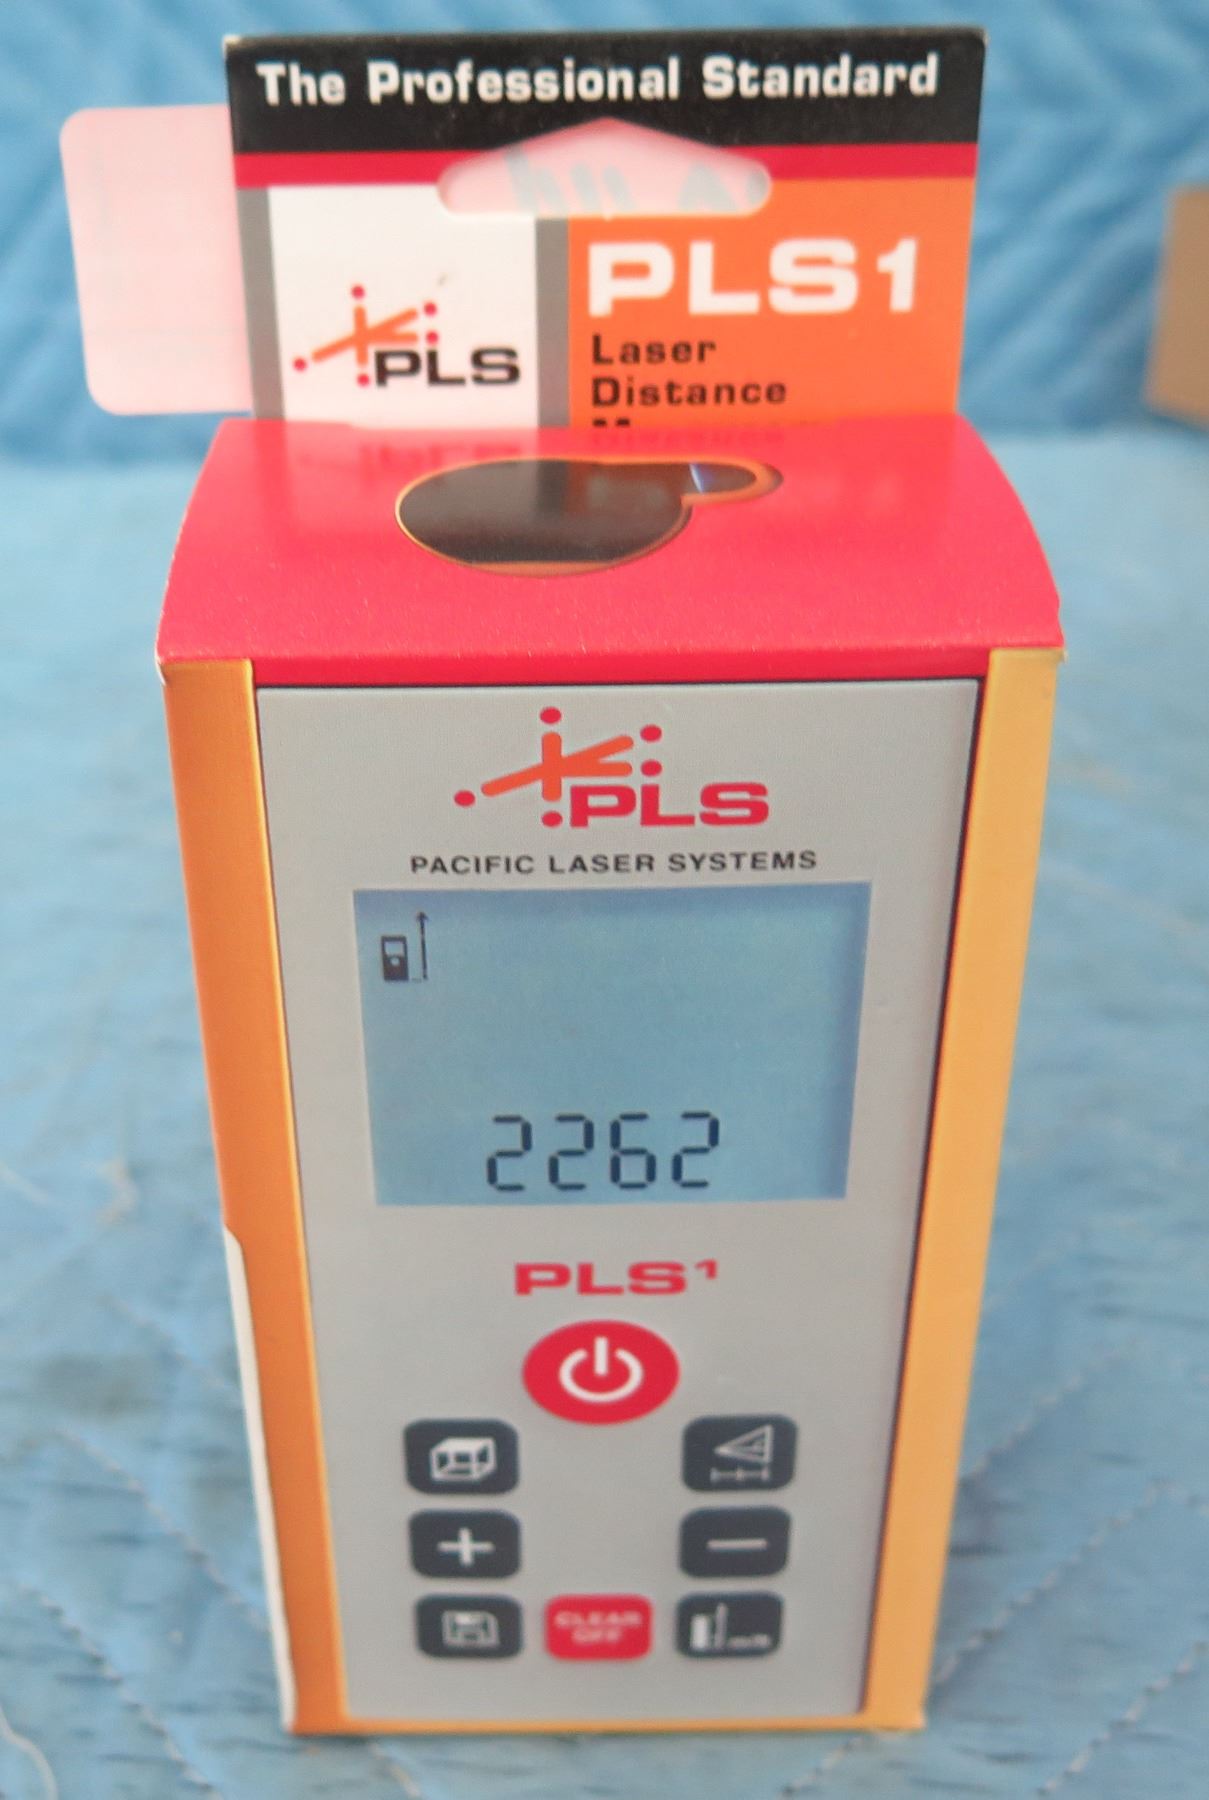 The Professional Standard
PLS
PLS1
Laser
Distance
PLS
PACIFIC LASER SYSTEMS
2262
PLS1
CLEAR
OFF